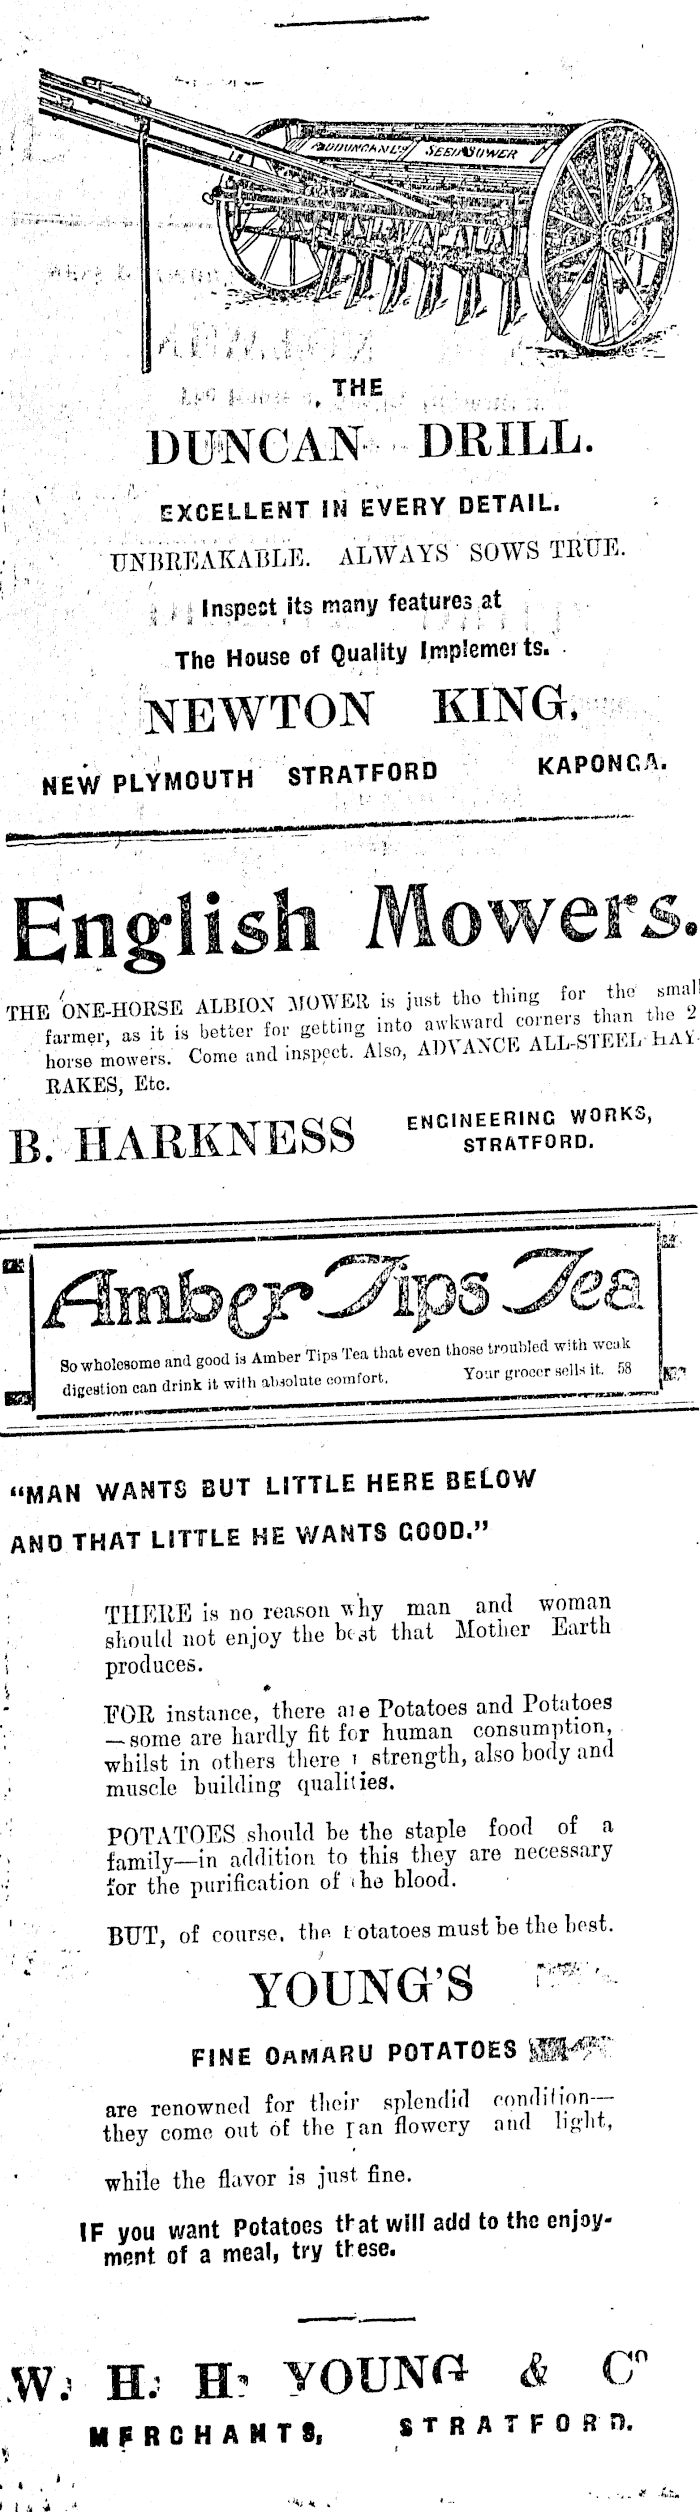 P. & D. DUNCAN Ld SEED SOWER
THE
DUNCAN DRILL.
EXCELLENT IN EVERY DETAIL.
UNBREAKABLE. ALWAYS SOWS TRUE.
Inspect its many features at
The House of Quality Implements.
NEWTON KING,
NEW PLYMOUTH STRATFORD KAPONGA.
English Mowers.
THE ONE-HORSE ALBION MOWER is just the thing for the small
farmer, as it is better for getting into awkward corners than the 2
horse mowers. Come and inspect. Also, ADVANCE ALL-STEEL HAY-
RAKES, Etc.
B. HARKNESS
ENGINEERING WORKS,
STRATFORD.
Amber Tips Tea
So wholesome and good is Amber Tips Tea that even those troubled with weak
digestion can drink it with absolute comfort. Your grocer sells it. 58
"MAN WANTS BUT LITTLE HERE BELOW
AND THAT LITTLE HE WANTS GOOD."
THERE is no reason why man and woman
should not enjoy the best that Mother Earth
produces.
FOR instance, there are Potatoes and Potatoes
—some are hardly fit for human consumption,
whilst in others there strength, also body and
muscle building qualities.
POTATOES should be the staple food of a
family—in addition to this they are necessary
for the purification of the blood.
BUT, of course, the Potatoes must be the best.
YOUNG'S
FINE OAMARU POTATOES
are renowned for their splendid condition—
they come out of the pan flowery and light,
while the flavor is just fine.
IF you want Potatoes that will add to the enjoy-
ment of a meal, try these.
W. H. H. YOUNG & Co
MERCHANTS, STRATFORD.